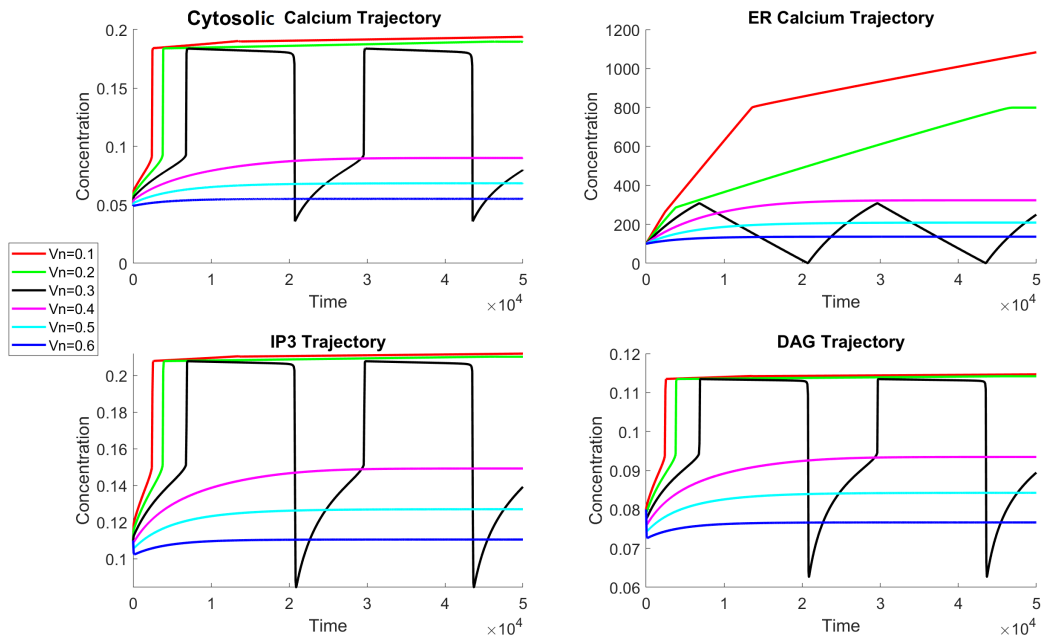 Cytosolic Calcium Trajectory
0.2
0.15
0.1
0.05
0
Concentration
0 1 2 3 4 5
Time
×10^4
ER Calcium Trajectory
1200
1000
800
600
400
200
0
Concentration
0 1 2 3 4 5
Time
×10^4
Vn=0.1
Vn=0.2
Vn=0.3
Vn=0.4
Vn=0.5
Vn=0.6
IP3 Trajectory
0.2
0.18
0.16
0.14
0.12
0.1
Concentration
0 1 2 3 4 5
Time
×10^4
DAG Trajectory
0.12
0.11
0.1
0.09
0.08
0.07
0.06
Concentration
0 1 2 3 4 5
Time
×10^4